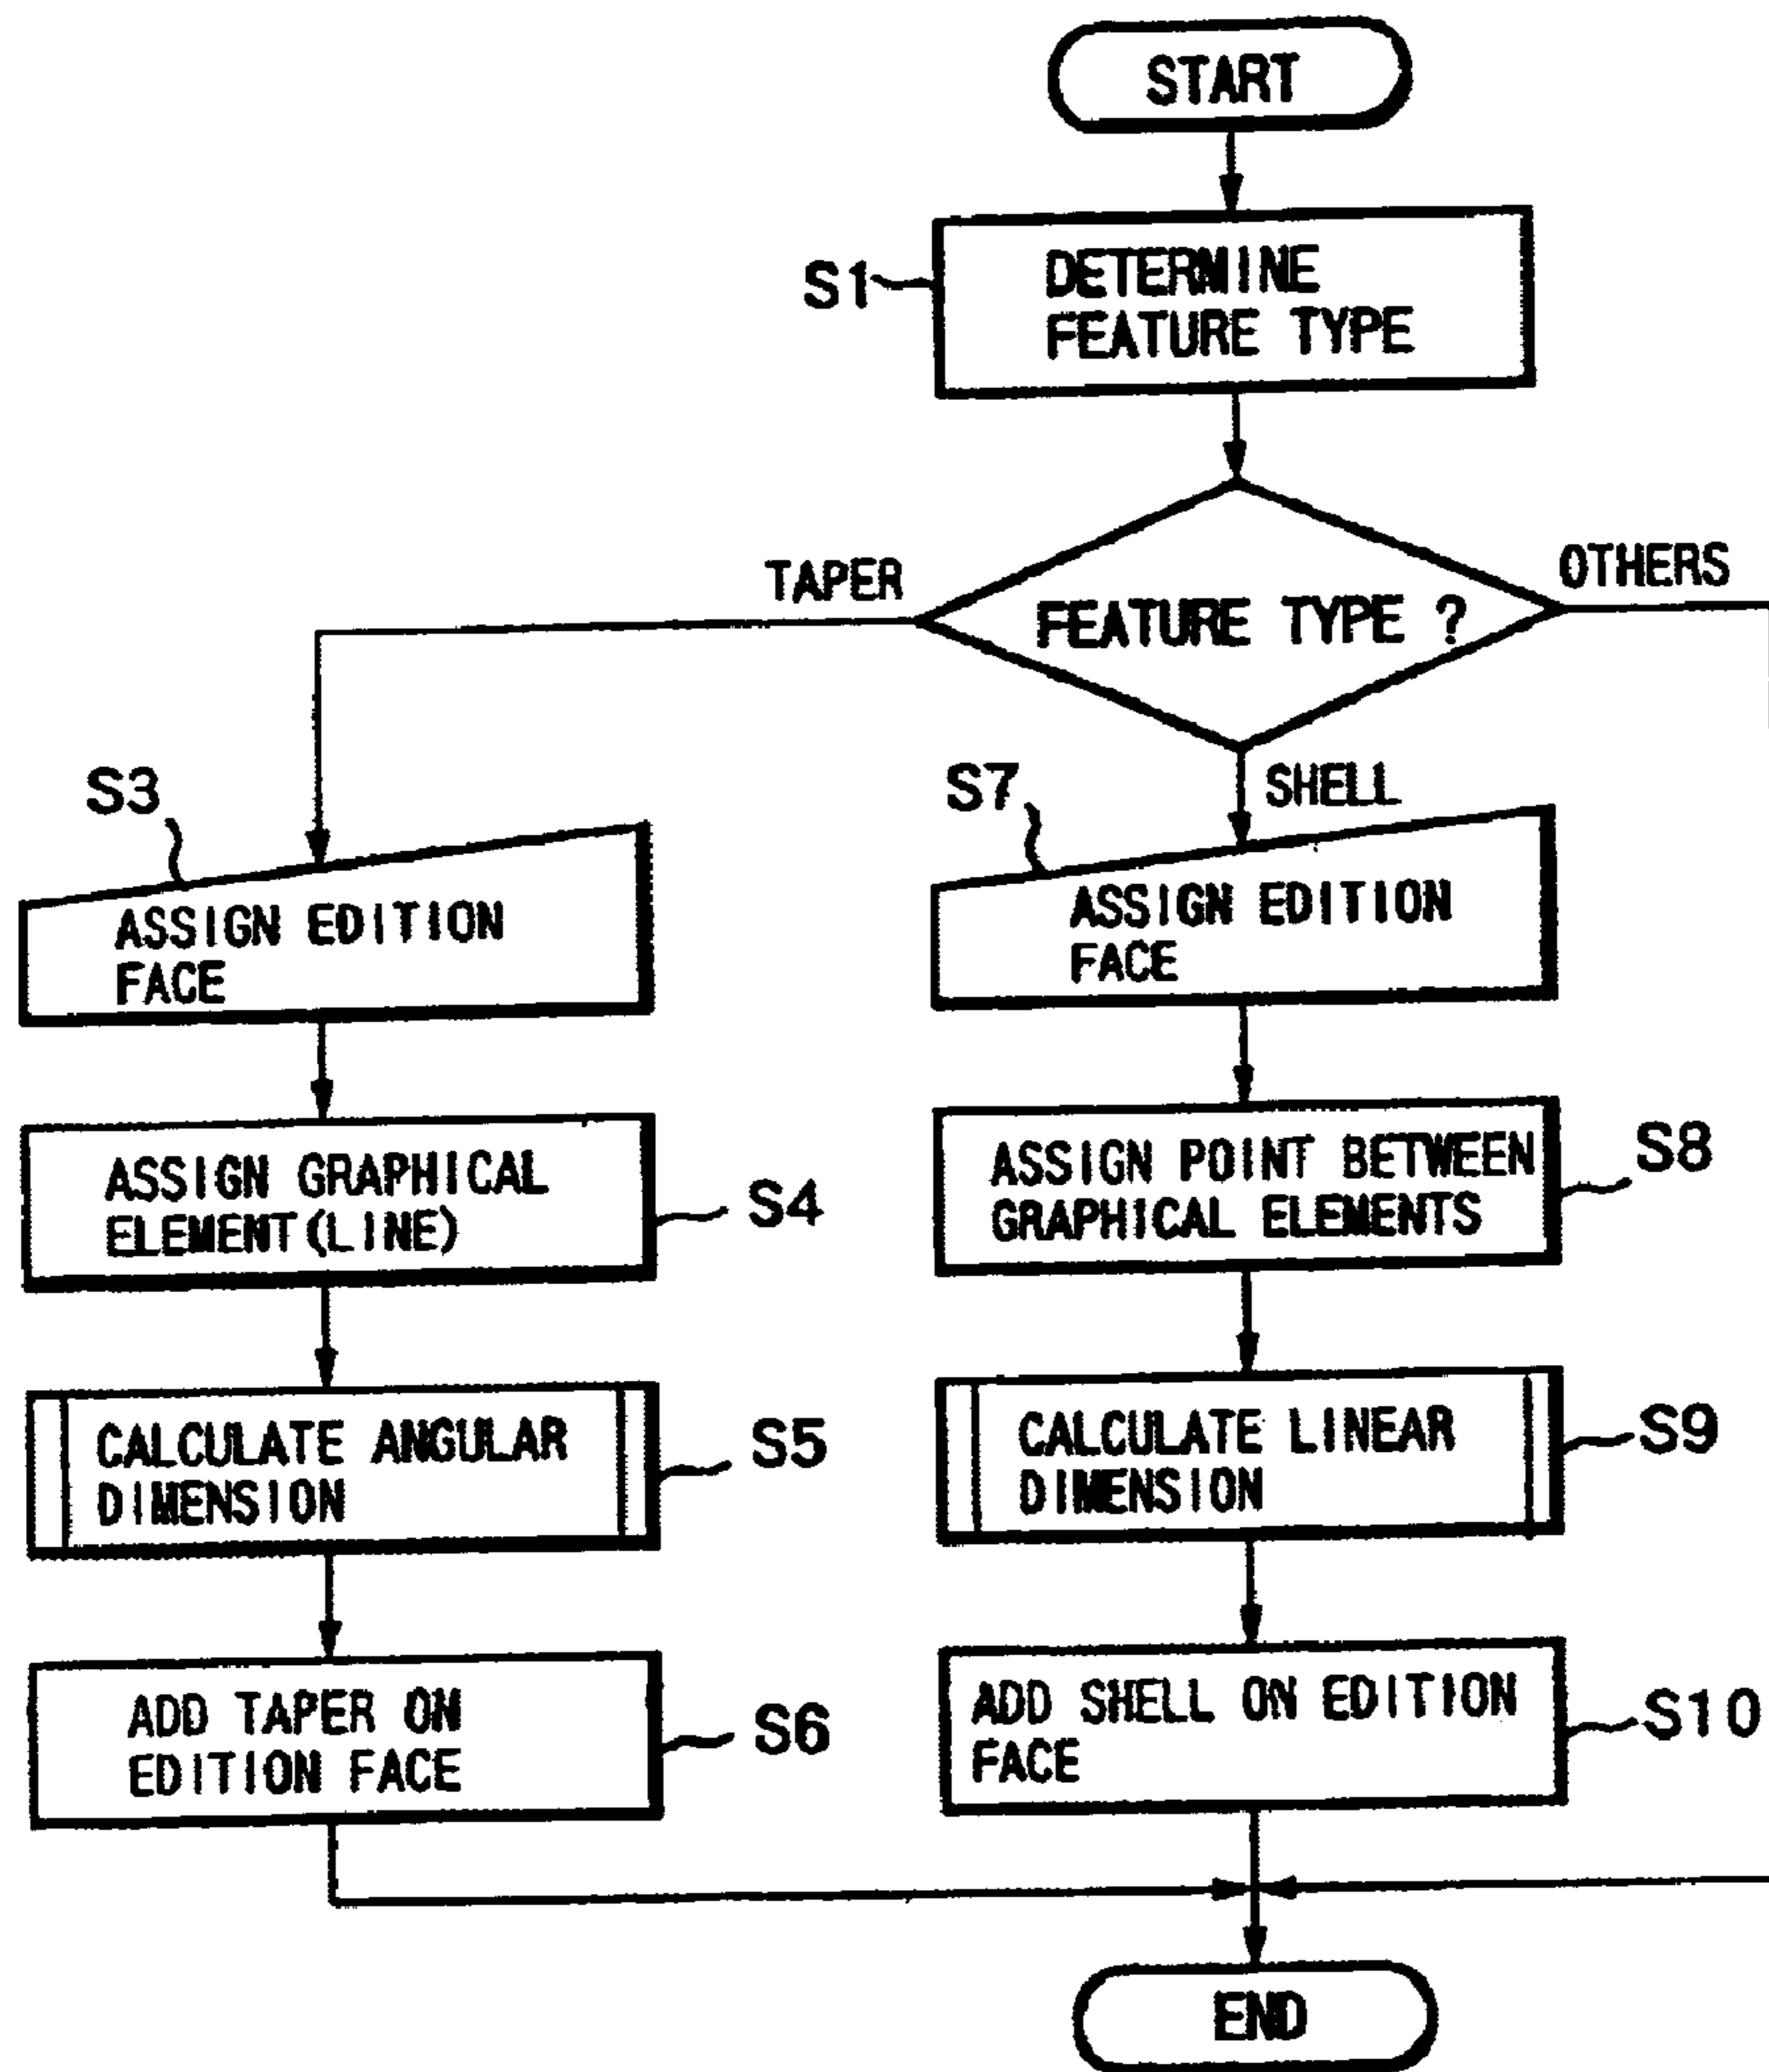 START
S1
DETERMINE
FEATURE TYPE
TAPER
FEATURE TYPE ?
OTHERS
SHELL
S3
ASSIGN EDITION
FACE
S7
ASSIGN EDITION
FACE
ASSIGN GRAPHICAL
ELEMENT(LINE)
S4
ASSIGN POINT BETWEEN
GRAPHICAL ELEMENTS
S8
CALCULATE ANGULAR
DIMENSION
S5
CALCULATE LINEAR
DIMENSION
S9
ADD TAPER ON
EDITION FACE
S6
ADD SHELL ON EDITION
FACE
S10
END